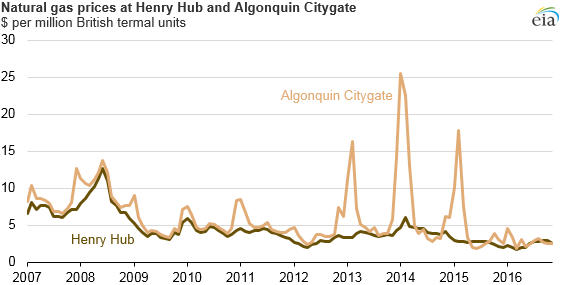 Natural gas prices at Henry Hub and Algonquin Citygate
$ per million British termal units
eia
30
25
20
15
10
5
0
Algonquin Citygate
Henry Hub
2007 2008 2009 2010 2011 2012 2013 2014 2015 2016